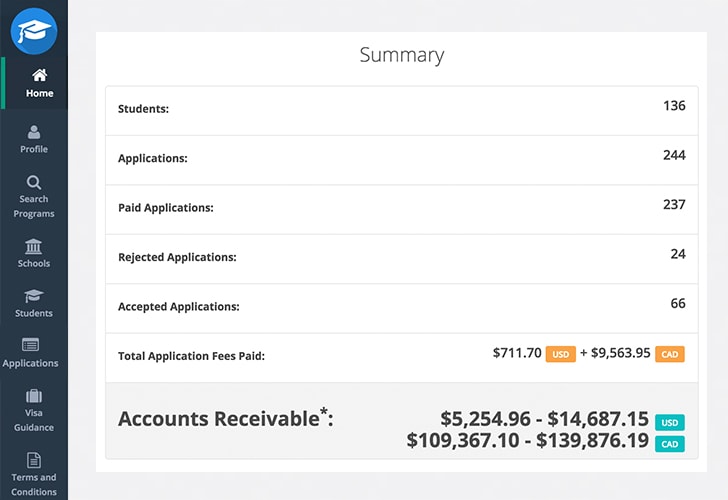 Home
Profile
Search
Programs
Schools
Students
Applications
Visa
Guidance
Terms and
Conditions
Summary
Students: 136
Applications: 244
Paid Applications: 237
Rejected Applications: 24
Accepted Applications: 66
Total Application Fees Paid: $711.70 USD + $9,563.95 CAD
Accounts Receivable*: $5,254.96 - $14,687.15 USD
$109,367.10 - $139,876.19 CAD